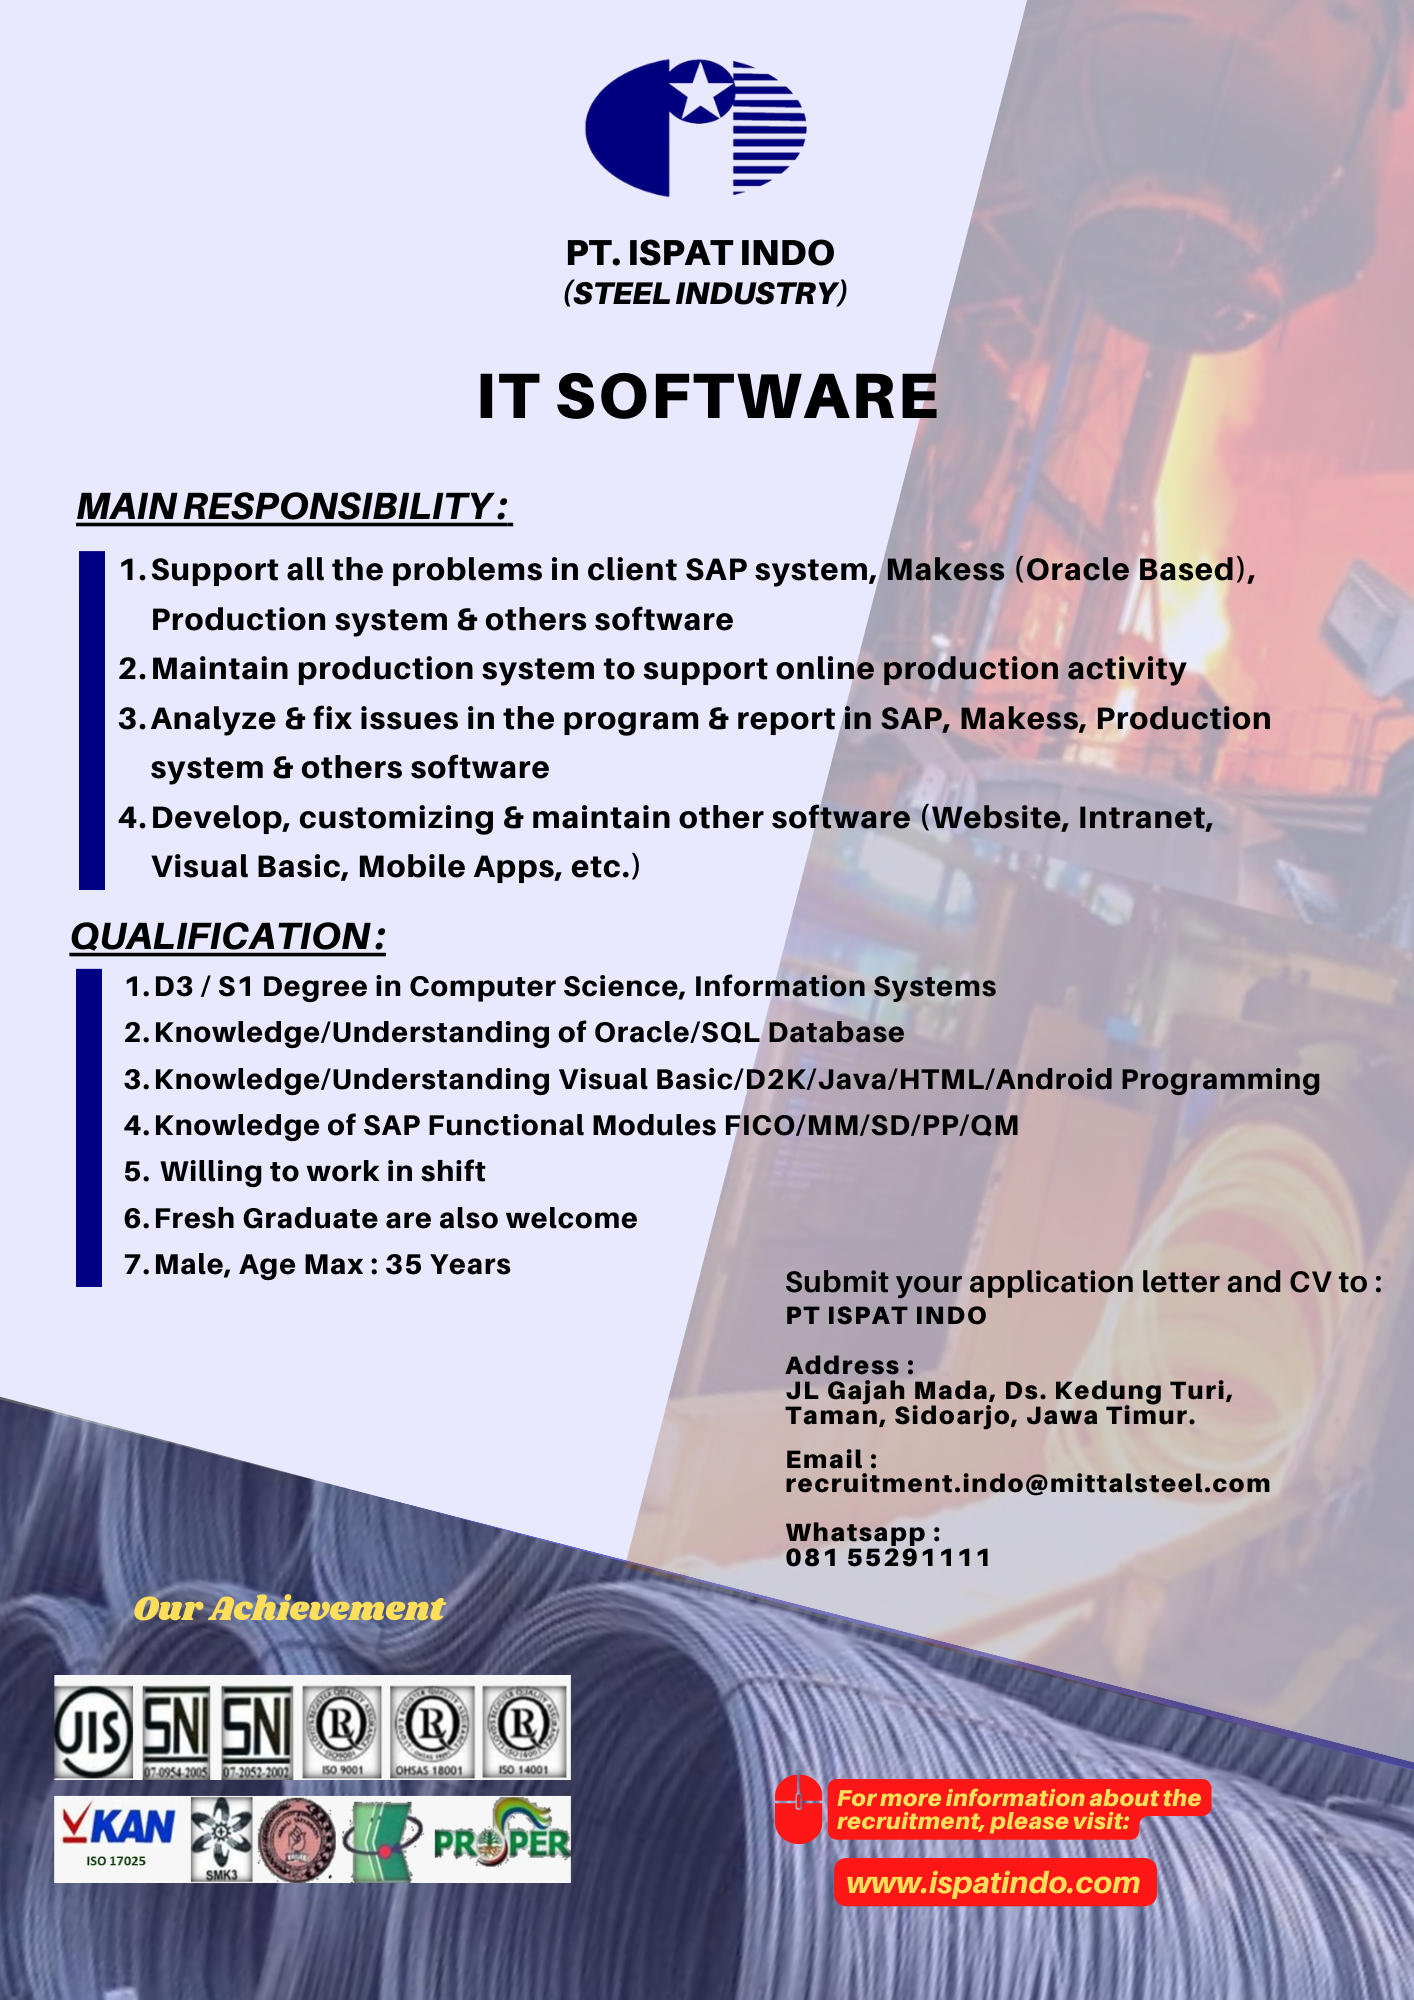 PT. ISPAT INDO
(STEEL INDUSTRY)
IT SOFTWARE
MAIN RESPONSIBILITY :
1. Support all the problems in client SAP system, Makess (Oracle Based),
Production system & others software
2. Maintain production system to support online production activity
3. Analyze & fix issues in the program & report in SAP, Makess, Production
system & others software
4. Develop, customizing & maintain other software (Website, Intranet,
Visual Basic, Mobile Apps, etc.)
QUALIFICATION :
1. D3 / S1 Degree in Computer Science, Information Systems
2. Knowledge/Understanding of Oracle/SQL Database
3. Knowledge/Understanding Visual Basic/D2K/Java/HTML/Android Programming
4. Knowledge of SAP Functional Modules FICO/MM/SD/PP/QM
5. Willing to work in shift
6. Fresh Graduate are also welcome
7. Male, Age Max : 35 Years
Submit your application letter and CV to :
PT ISPAT INDO
Address :
JL Gajah Mada, Ds. Kedung Turi,
Taman, Sidoarjo, Jawa Timur.
Email :
recruitment.indo@mittalsteel.com
Whatsapp :
081 55291111
Our Achievement
JIS SNI SNI
07-0954-2005 07-2052-2002 ISO 9001 OHSAS 18001 ISO 14001
KAN PROPER
ISO 17025 SMK3
For more information about the
recruitment, please visit:
www.ispatindo.com